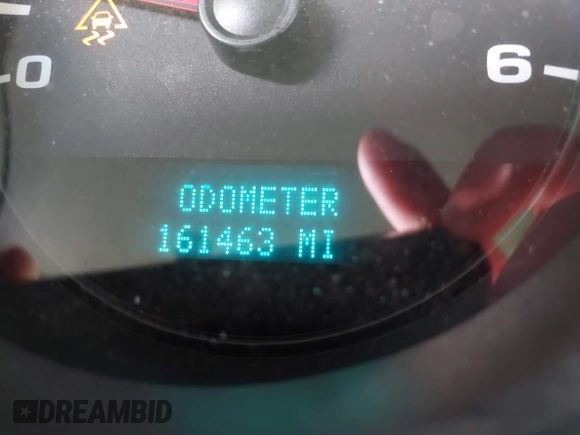 0
6
ODOMETER
161463 MI
DREAMBID